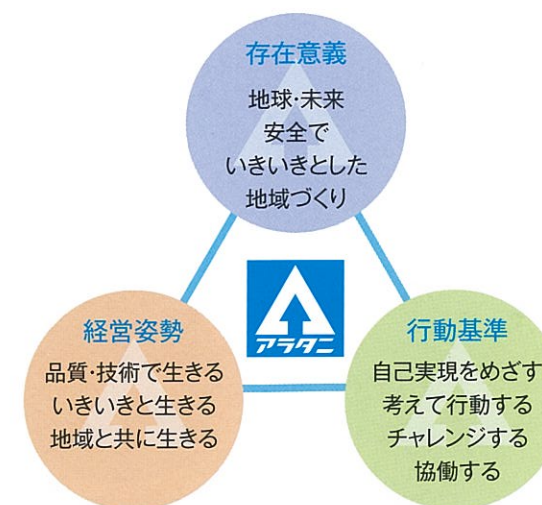 存在意義
地球・未来
安全で
いきいきとした
地域づくり
アラタニ
経営姿勢
品質・技術で生きる
いきいきと生きる
地域と共に生きる
行動基準
自己実現をめざす
考えて行動する
チャレンジする
協働する